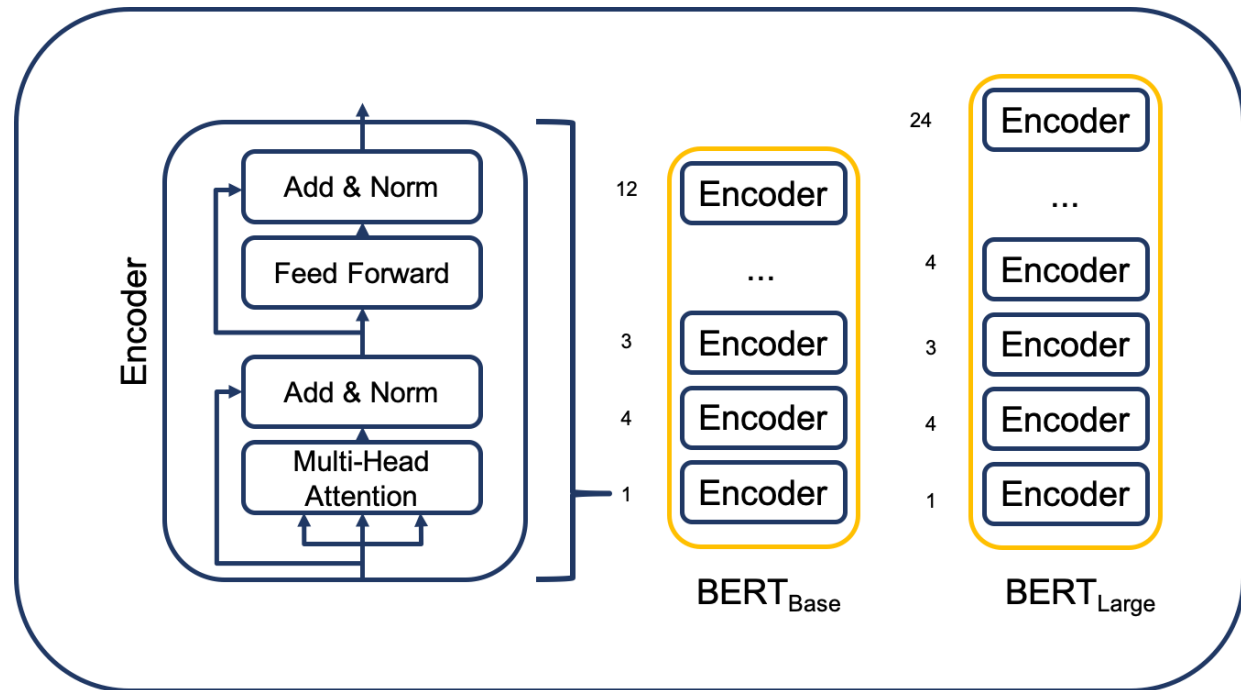 Encoder
Add & Norm
Feed Forward
Add & Norm
Multi-Head
Attention
12
Encoder
...
3
Encoder
4
Encoder
1
Encoder
BERTBase
24
Encoder
...
4
Encoder
3
Encoder
4
Encoder
1
Encoder
BERTLarge